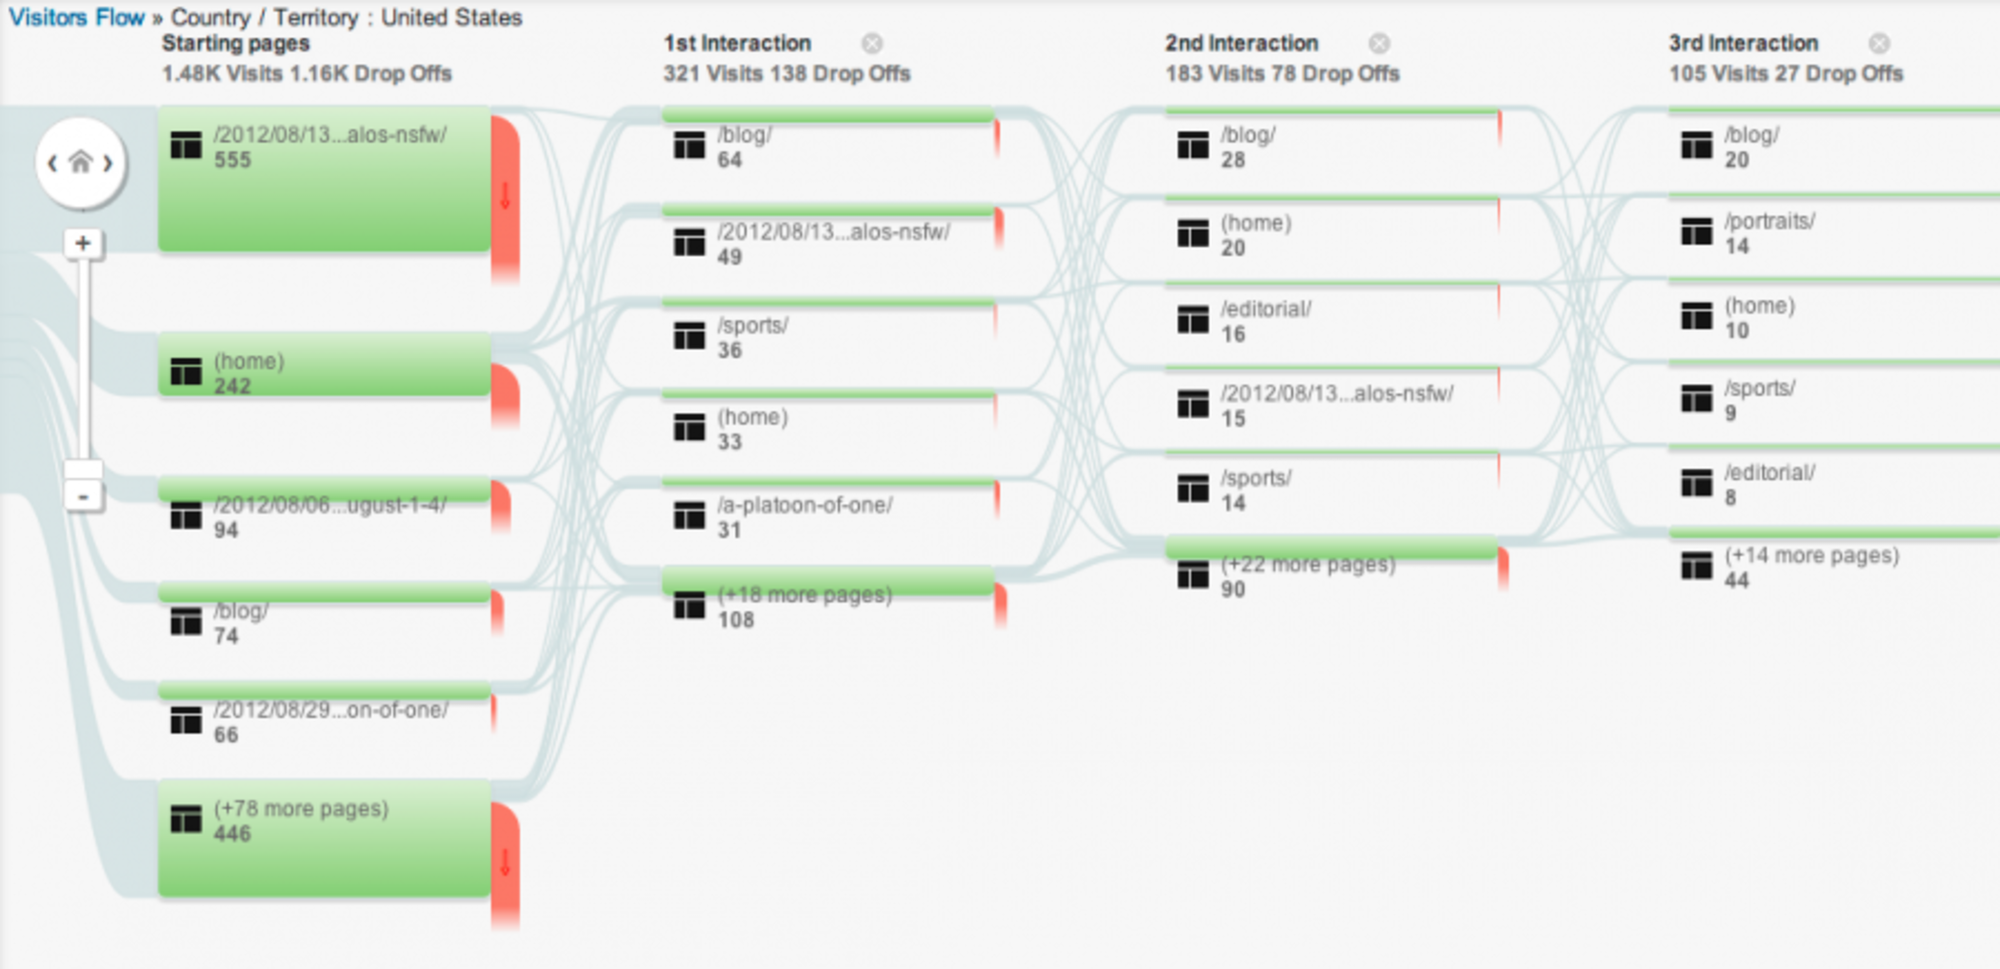 Visitors Flow » Country / Territory : United States
Starting pages
1.48K Visits 1.16K Drop Offs
/2012/08/13...alos-nsfw/
555
(home)
242
/2012/08/06...ugust-1-4/
94
/blog/
74
/2012/08/29...on-of-one/
66
(+78 more pages)
446
+
-
1st Interaction
321 Visits 138 Drop Offs
/blog/
64
/2012/08/13...alos-nsfw/
49
/sports/
36
(home)
33
/a-platoon-of-one/
31
(+18 more pages)
108
2nd Interaction
183 Visits 78 Drop Offs
/blog/
28
(home)
20
/editorial/
16
/2012/08/13...alos-nsfw/
15
/sports/
14
(+22 more pages)
90
3rd Interaction
105 Visits 27 Drop Offs
/blog/
20
/portraits/
14
(home)
10
/sports/
9
/editorial/
8
(+14 more pages)
44